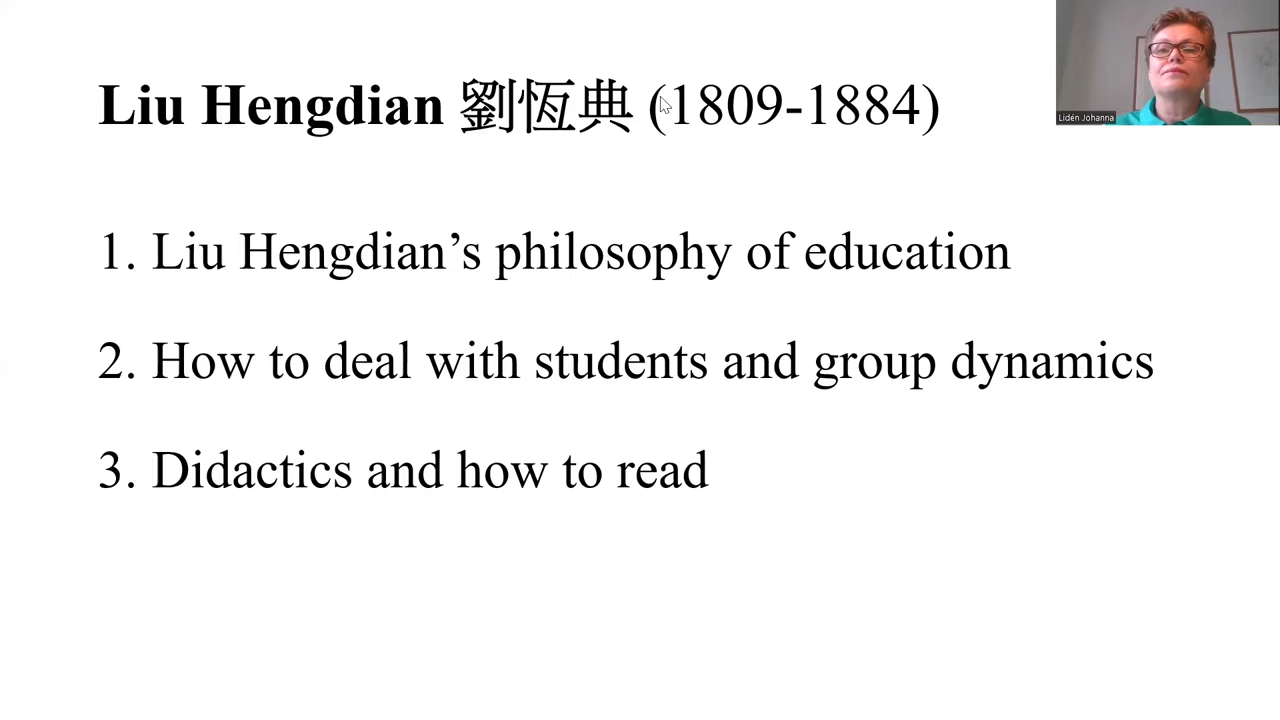 Liu Hengdian 劉恆典 (1809-1884)
Lidén Johanna
1. Liu Hengdian’s philosophy of education
2. How to deal with students and group dynamics
3. Didactics and how to read